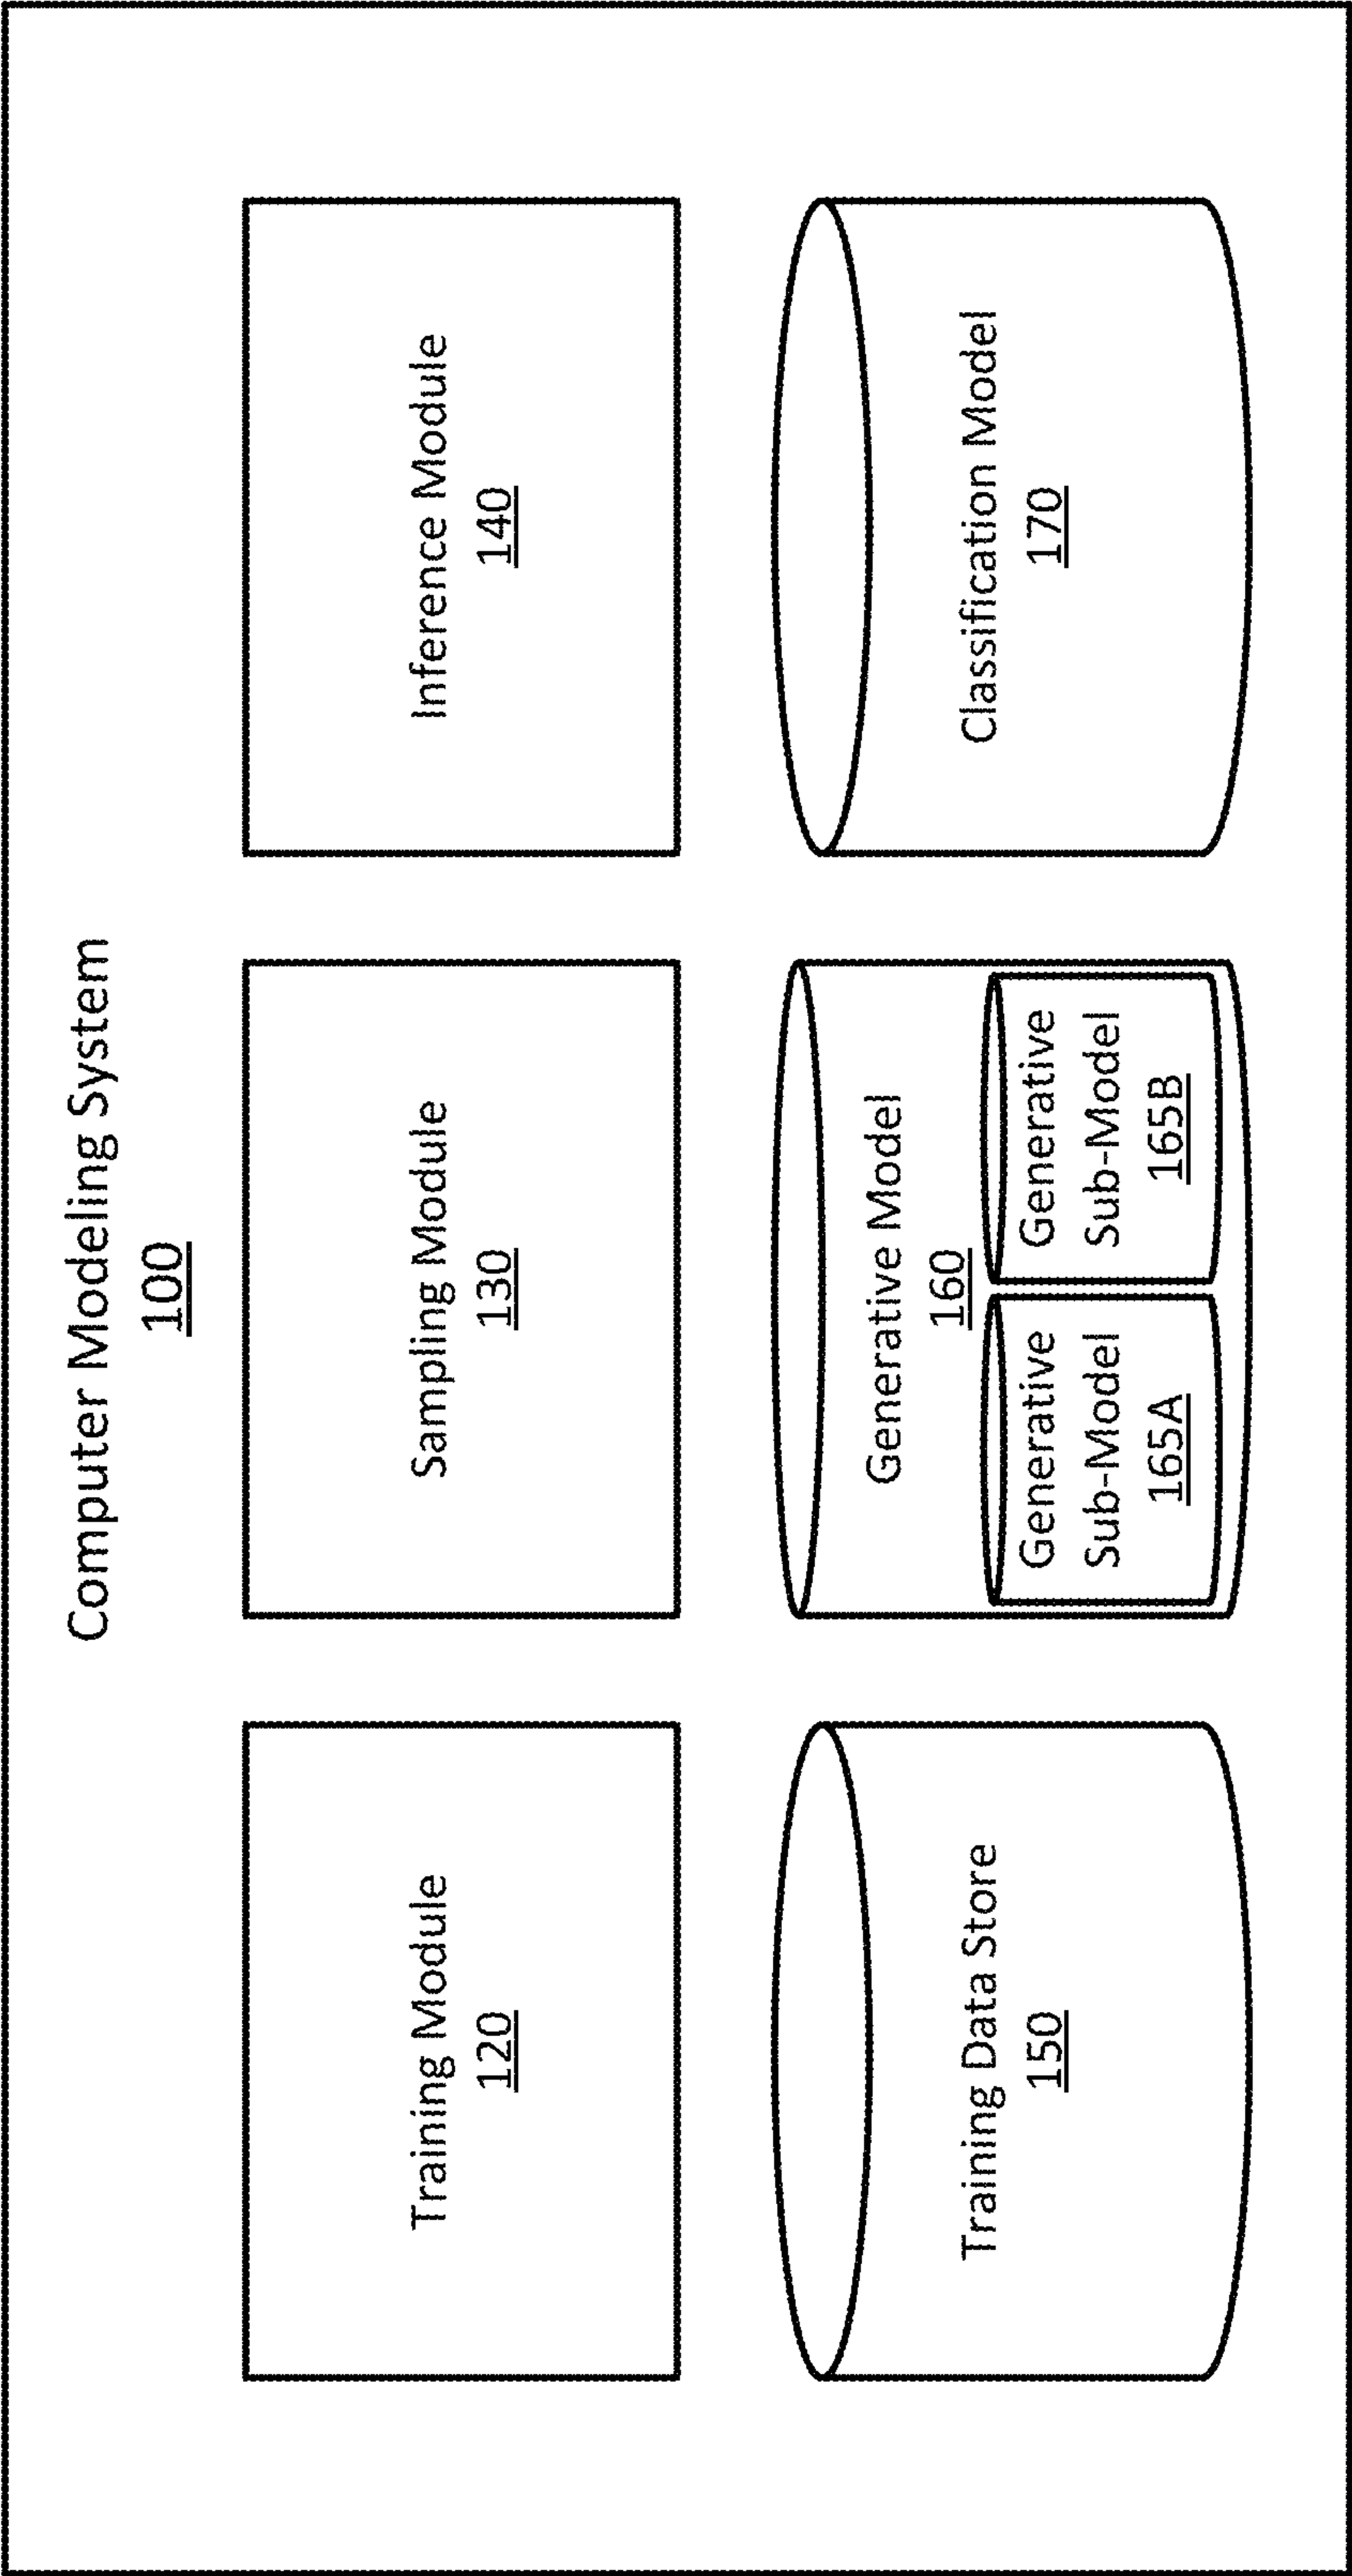 Computer Modeling System
100
Training Module
120
Sampling Module
130
Inference Module
140
Training Data Store
150
Generative Model
160
Generative
Sub-Model
165A
Generative
Sub-Model
165B
Classification Model
170